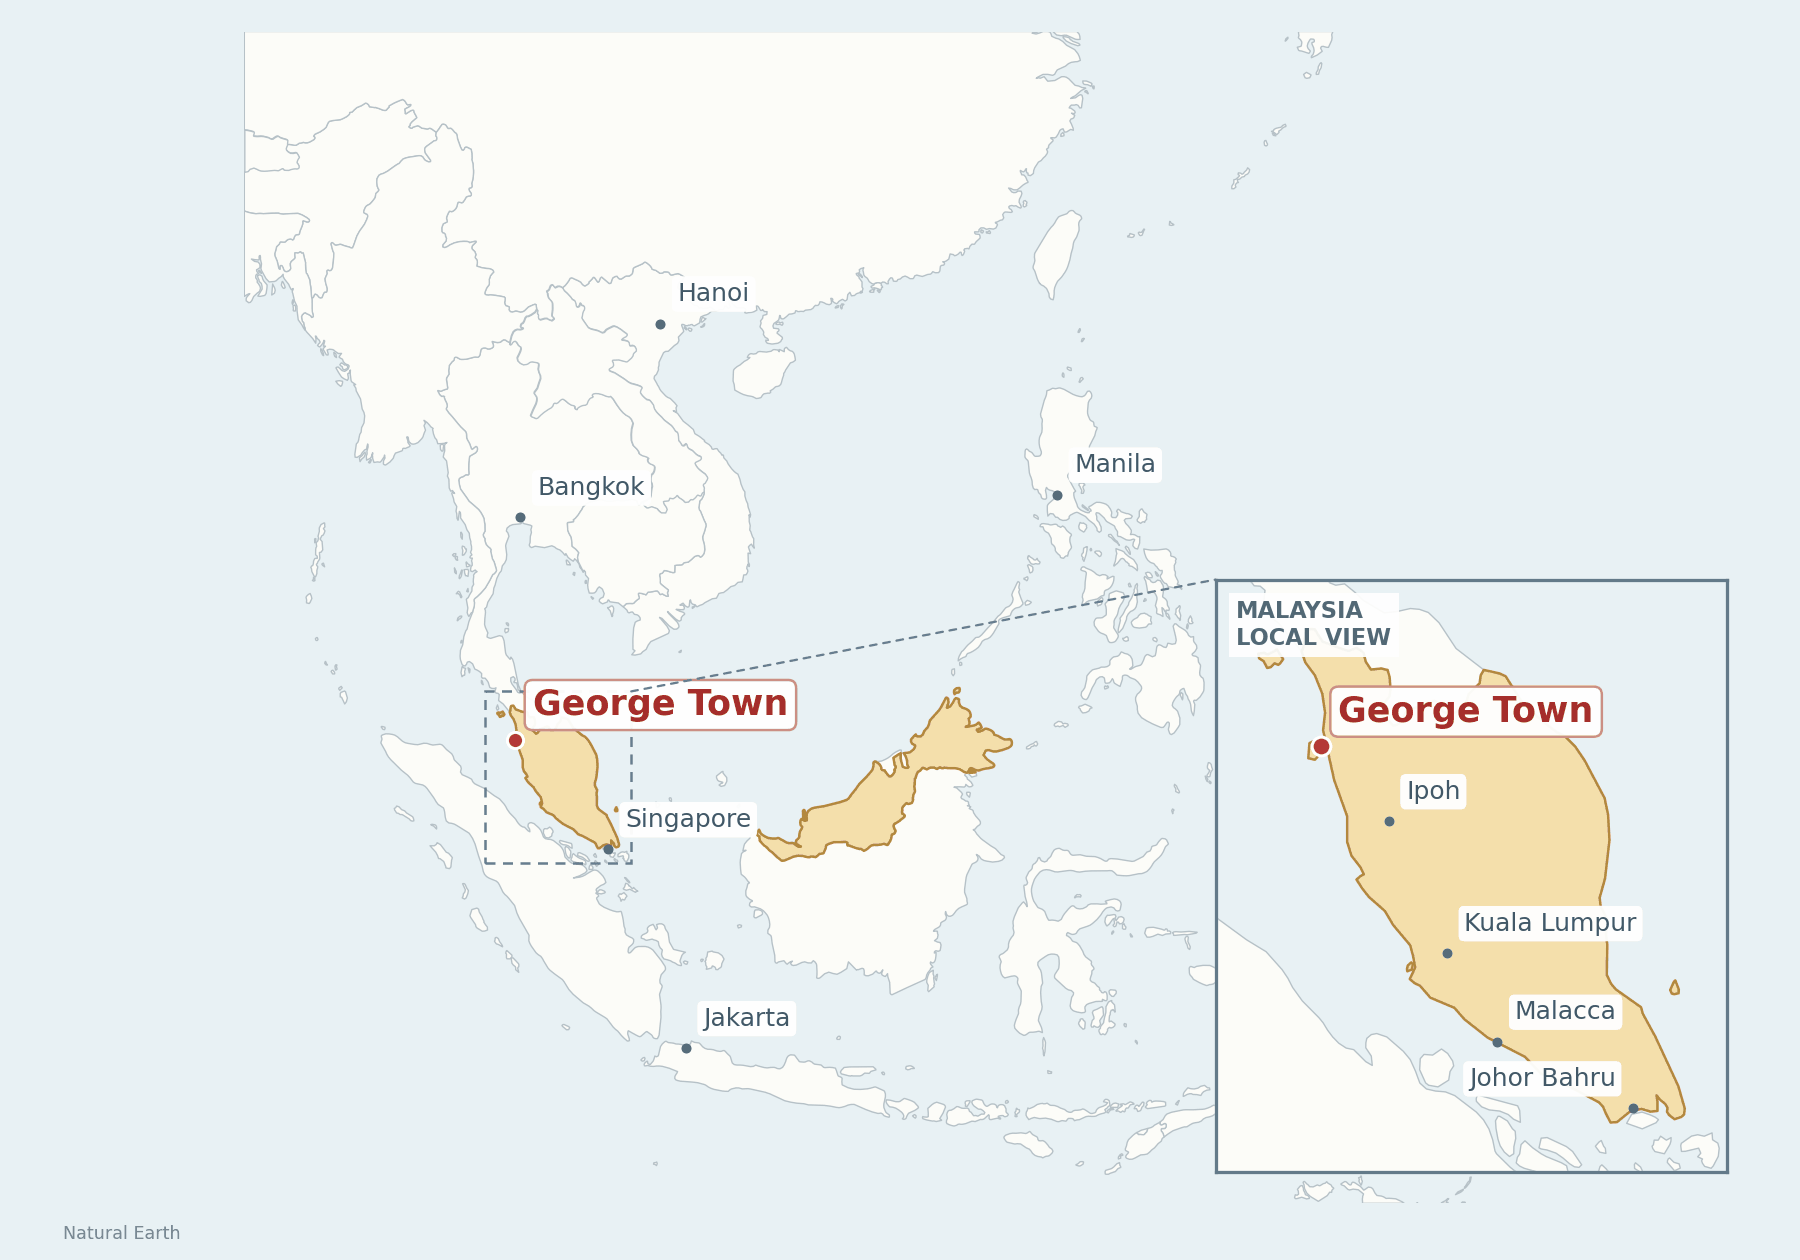 Hanoi
Manila
Bangkok
MALAYSIA
LOCAL VIEW
George Town
George Town
Ipoh
Singapore
Kuala Lumpur
Malacca
Jakarta
Johor Bahru
Natural Earth